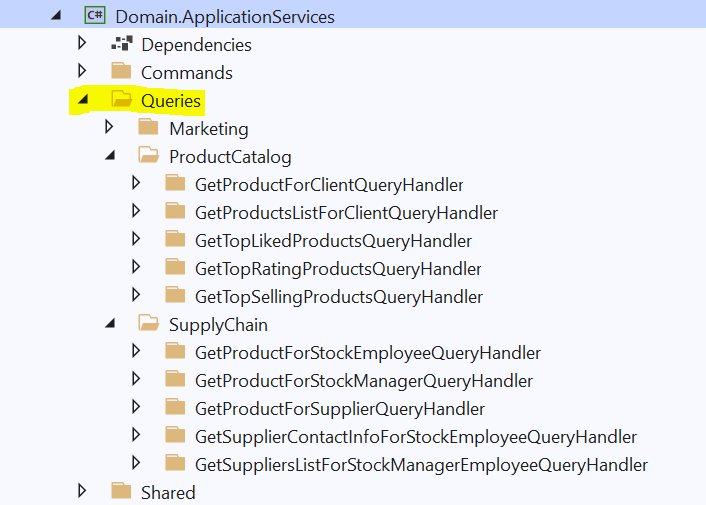 C# Domain.ApplicationServices
Dependencies
Commands
Queries
Marketing
ProductCatalog
GetProductForClientQueryHandler
GetProductsListForClientQueryHandler
GetTopLikedProductsQueryHandler
GetTopRatingProductsQueryHandler
GetTopSellingProductsQueryHandler
SupplyChain
GetProductForStockEmployeeQueryHandler
GetProductForStockManagerQueryHandler
GetProductForSupplierQueryHandler
GetSupplierContactInfoForStockEmployeeQueryHandler
GetSuppliersListForStockManagerEmployeeQueryHandler
Shared